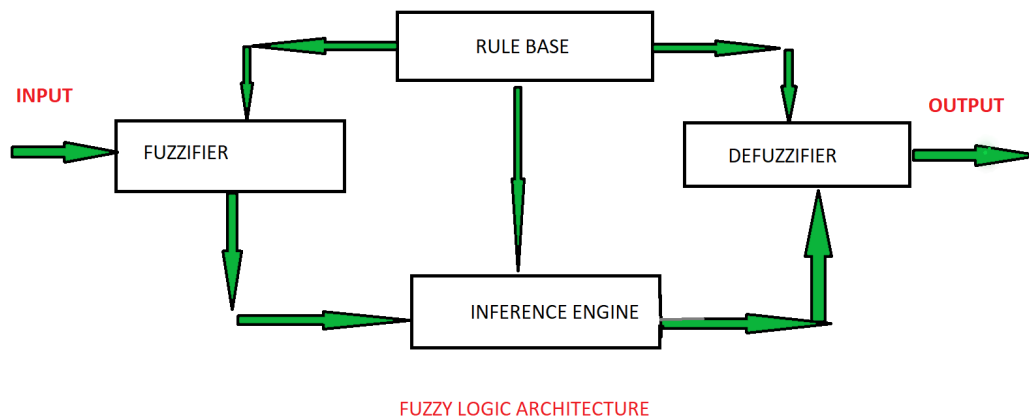 RULE BASE
INPUT
OUTPUT
FUZZIFIER
DEFUZZIFIER
INFERENCE ENGINE
FUZZY LOGIC ARCHITECTURE